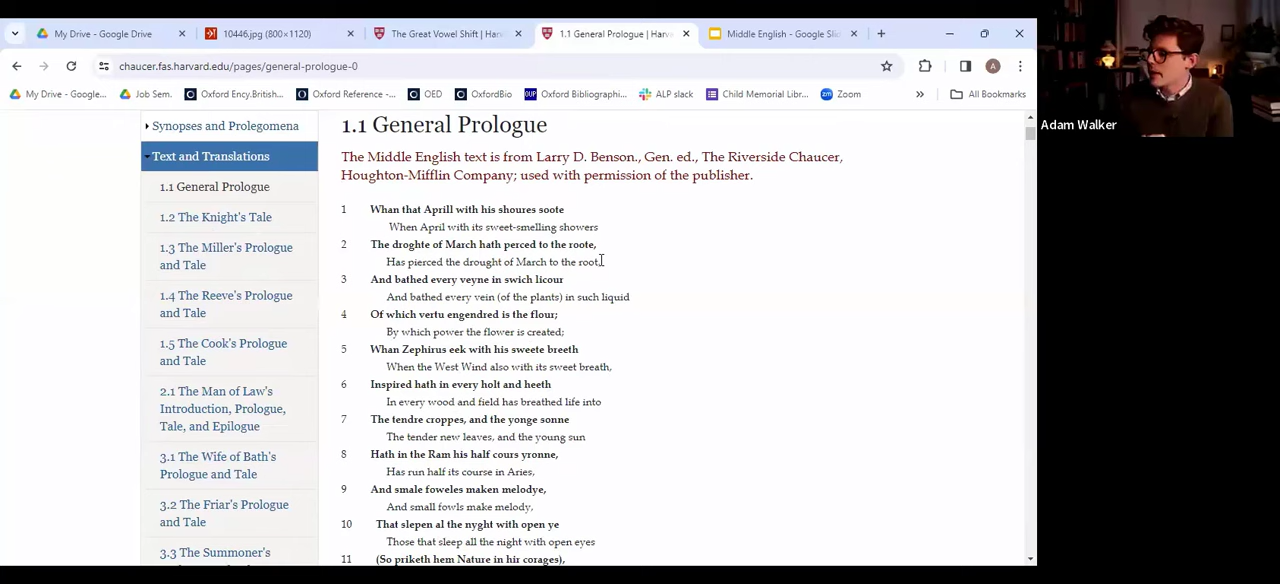 My Drive - Google Drive
10446.jpg (800×1120)
The Great Vowel Shift | Har
1.1 General Prologue | Hark
Middle English - Google Slid
chaucer.fas.harvard.edu/pages/general-prologue-0
A
My Drive - Google...
Job Sem.
Oxford Ency.British...
Oxford Reference -...
OED
OxfordBio
OUP
Oxford Bibliographi...
ALP slack
Child Memorial Libr...
zm
Zoom
»
All Bookmarks
Adam Walker
Synopses and Prolegomena
Text and Translations
1.1 General Prologue
1.2 The Knight's Tale
1.3 The Miller's Prologue
and Tale
1.4 The Reeve's Prologue
and Tale
1.5 The Cook's Prologue
and Tale
2.1 The Man of Law's
Introduction, Prologue,
Tale, and Epilogue
3.1 The Wife of Bath's
Prologue and Tale
3.2 The Friar's Prologue
and Tale
3.3 The Summoner's
1.1 General Prologue
The Middle English text is from Larry D. Benson., Gen. ed., The Riverside Chaucer,
Houghton-Mifflin Company; used with permission of the publisher.
1 Whan that Aprill with his shoures soote
When April with its sweet-smelling showers
2 The droghte of March hath perced to the roote,
Has pierced the drought of March to the root,
3 And bathed every veyne in swich licour
And bathed every vein (of the plants) in such liquid
4 Of which vertu engendred is the flour;
By which power the flower is created;
5 Whan Zephirus eek with his sweete breeth
When the West Wind also with its sweet breath,
6 Inspired hath in every holt and heeth
In every wood and field has breathed life into
7 The tendre croppes, and the yonge sonne
The tender new leaves, and the young sun
8 Hath in the Ram his half cours yronne,
Has run half its course in Aries,
9 And smale foweles maken melodye,
And small fowls make melody,
10 That slepen al the nyght with open ye
Those that sleep all the night with open eyes
11 (So priketh hem Nature in hir corages),